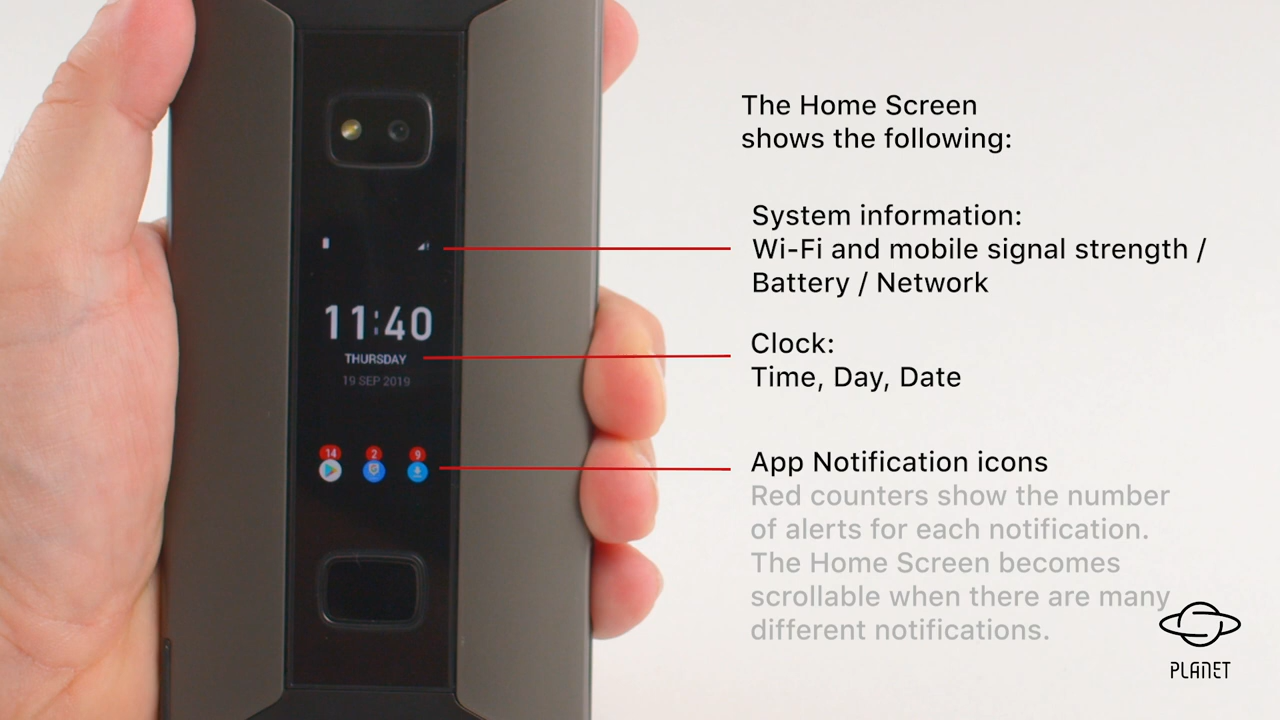 The Home Screen
shows the following:
System information:
Wi-Fi and mobile signal strength /
Battery / Network
11:40
THURSDAY
19 SEP 2019
Clock:
Time, Day, Date
14 2 9
App Notification icons
Red counters show the number
of alerts for each notification.
The Home Screen becomes
scrollable when there are many
different notifications.
PLANET